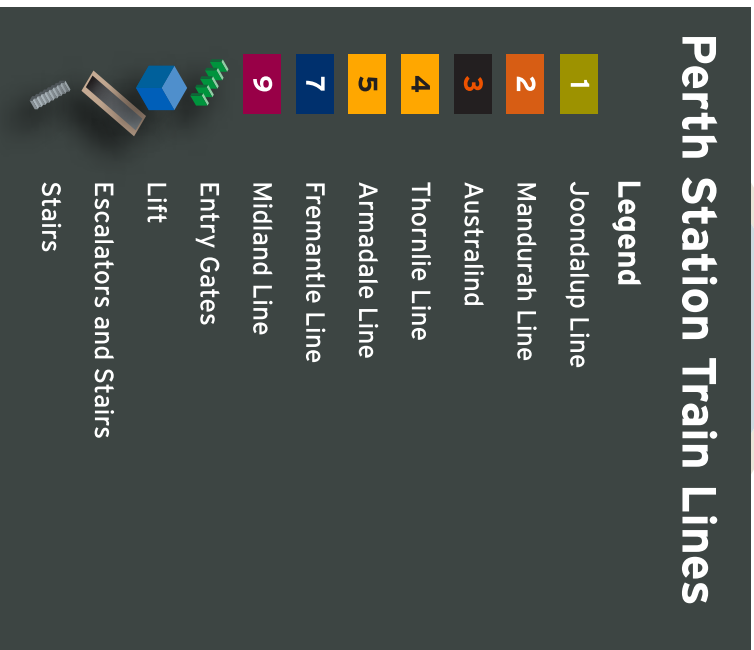 Perth Station Train Lines
Legend
1 Joondalup Line
2 Mandurah Line
3 Australind
4 Thornlie Line
5 Armadale Line
7 Fremantle Line
9 Midland Line
Entry Gates
Lift
Escalators and Stairs
Stairs